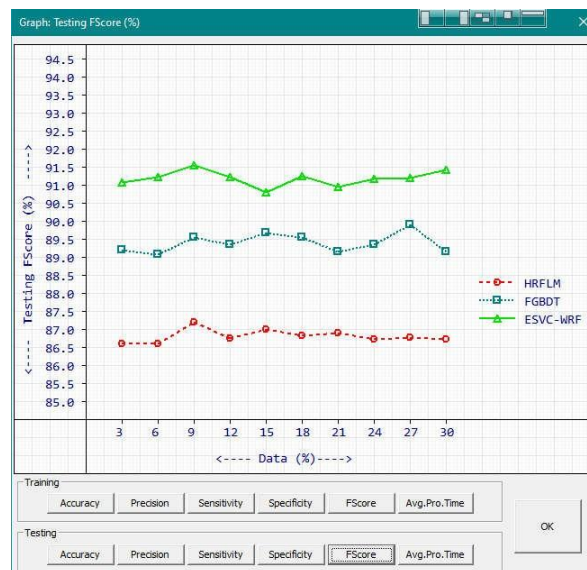 Graph: Testing FScore (%)
94.5
94.0
93.5
93.0
92.5
92.0
91.5
91.0
90.5
90.0
89.5
89.0
88.5
88.0
87.5
87.0
86.5
86.0
85.5
85.0
<---- Testing FScore (%) ---->
HRFLM
FGBDT
ESVC-WRF
3 6 9 12 15 18 21 24 27 30
<---- Data (%)---->
Training
Accuracy Precision Sensitivity Specificity FScore Avg.Pro.Time
OK
Testing
Accuracy Precision Sensitivity Specificity FScore Avg.Pro.Time